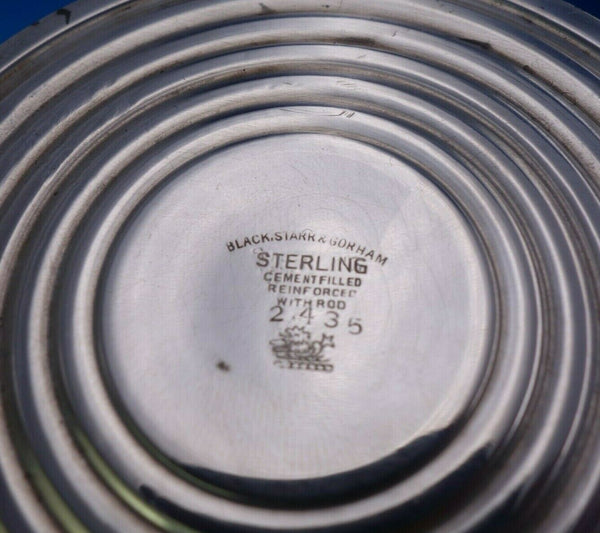 BLACK, STARR & GORHAM
STERLING
CEMENT FILLED
REINFORCED
WITH ROD
2435